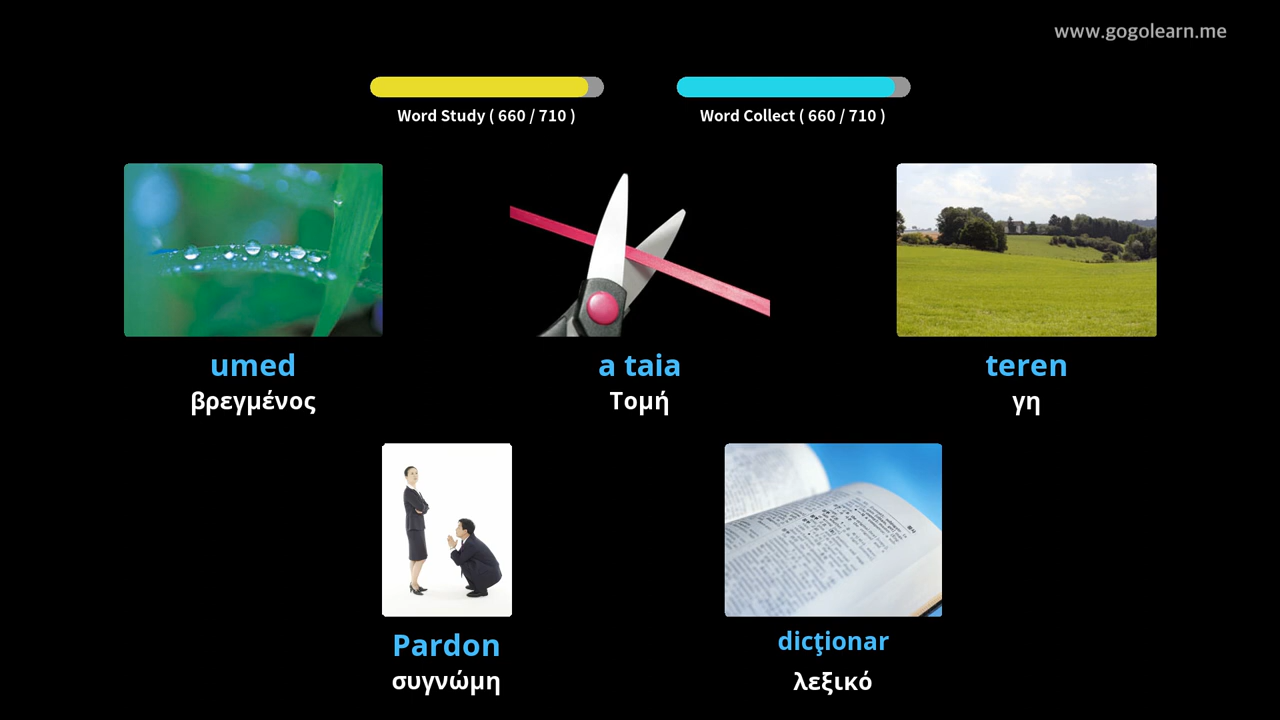 www.gogolearn.me
Word Study ( 660 / 710 )
Word Collect ( 660 / 710 )
umed
βρεγμένος
a taia
Τομή
teren
γη
Pardon
συγνώμη
dicţionar
λεξικό